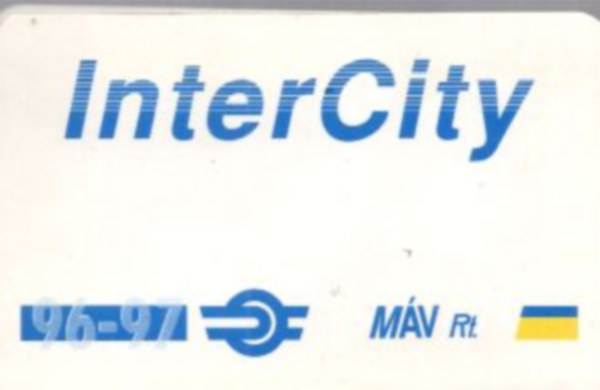 InterCity
96-97 MÁV Rt.